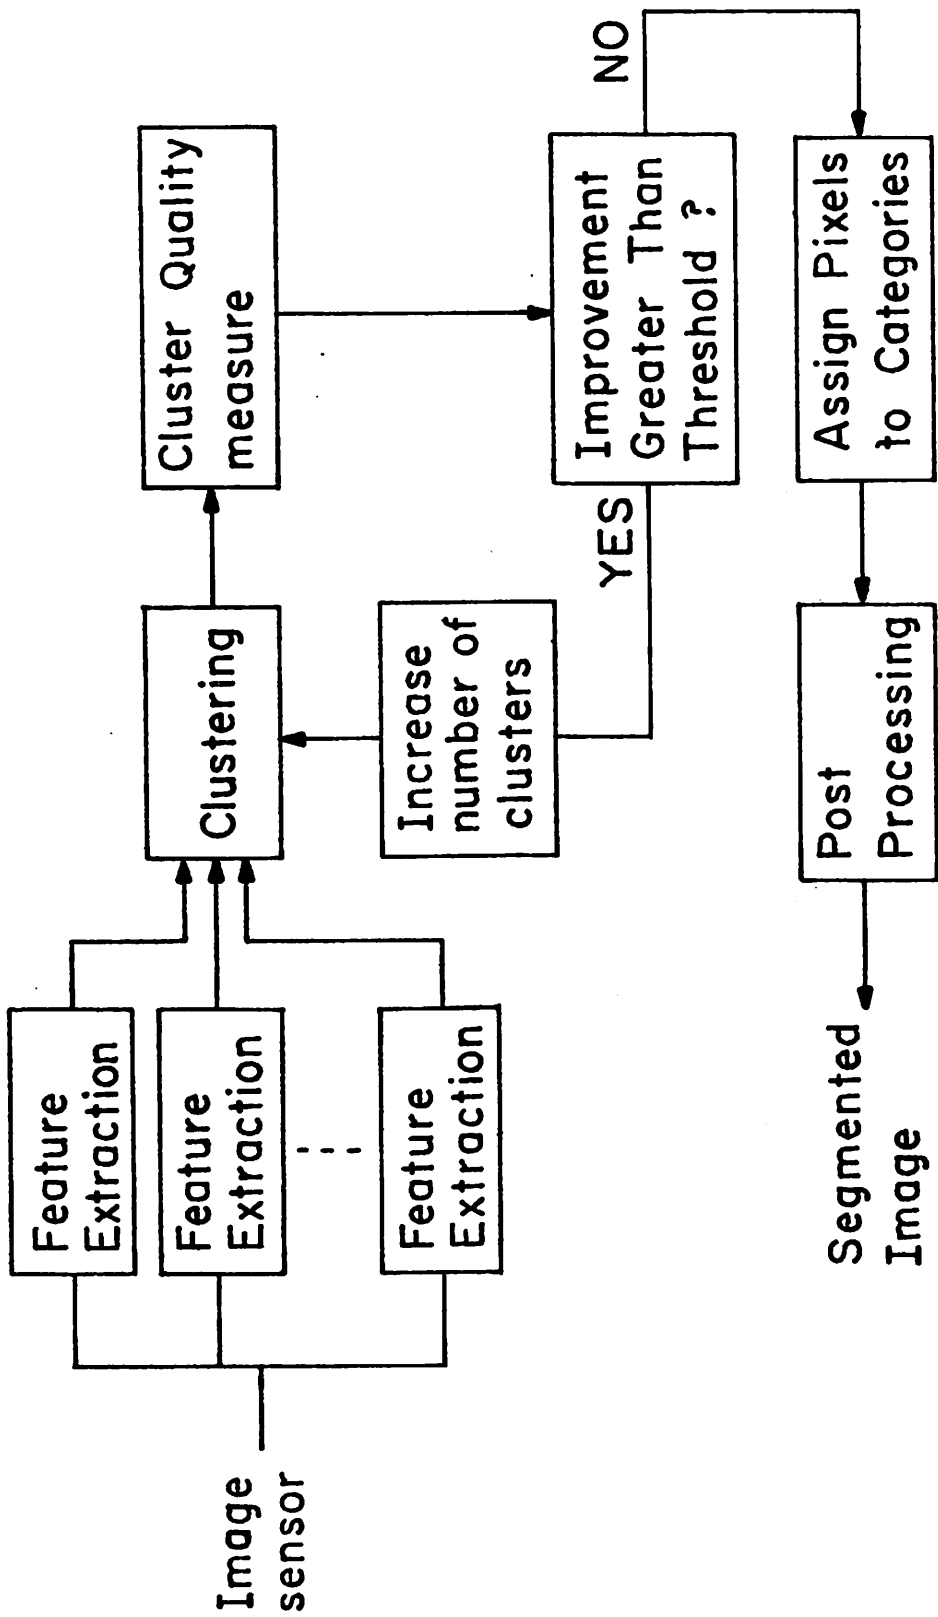 Image
sensor
Feature
Extraction
Feature
Extraction
Feature
Extraction
Clustering
Cluster Quality
measure
Increase
number of
clusters
YES
Improvement
Greater Than
Threshold ?
NO
Assign Pixels
to Categories
Post
Processing
Segmented
Image